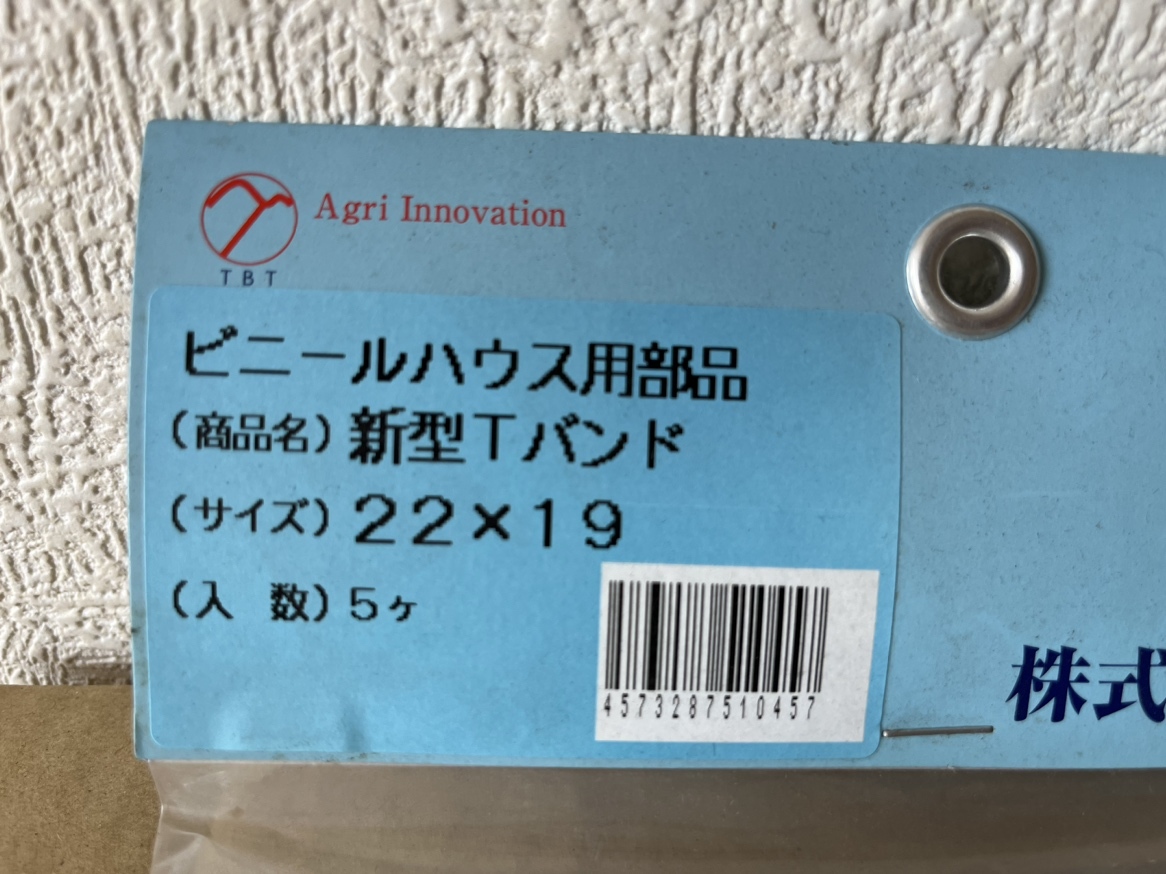 Agri Innovation
TBT
ビニールハウス用部品
(商品名) 新型Tバンド
(サイズ) 22×19
(入 数) 5ヶ
4573287510457
株式